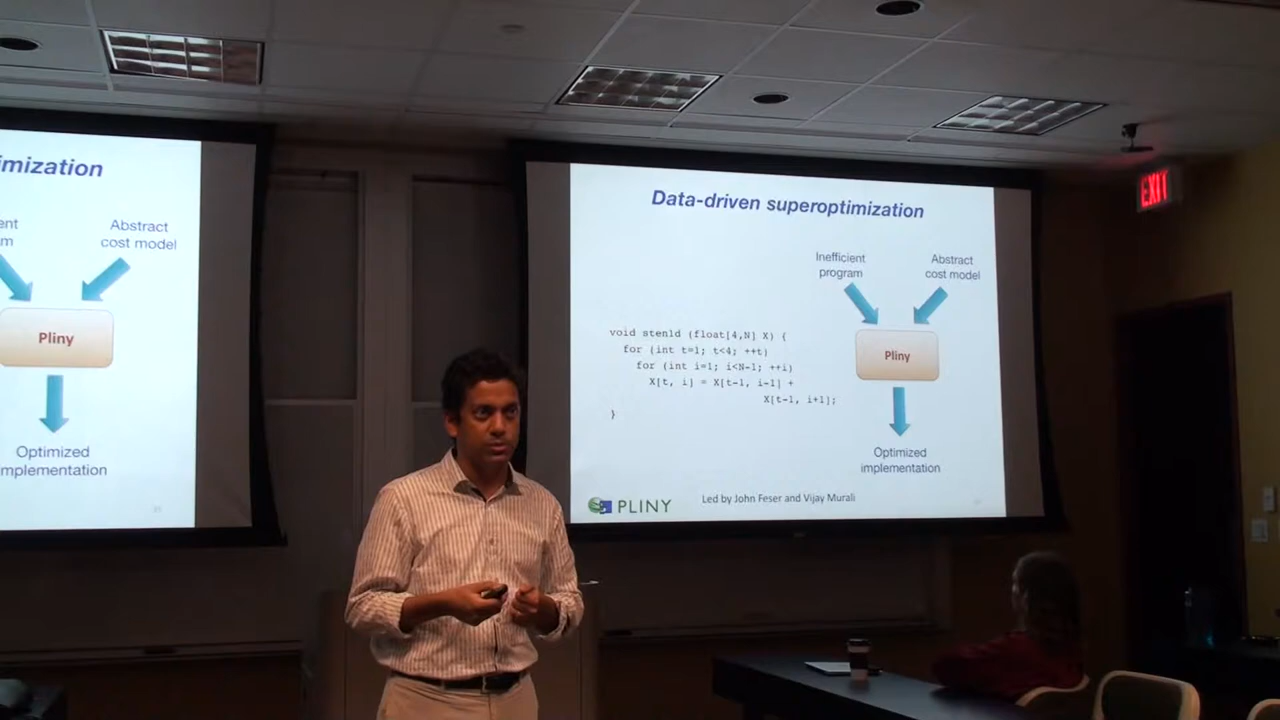 imization
ent
m
Abstract
cost model
Pliny
Optimized
mplementation
Data-driven superoptimization
Inefficient
program
Abstract
cost model
void sten1d (float[4,N] X) {
for (int t=1; t<4; ++t)
for (int i=1; i<N-1; ++i)
X[t, i] = X[t-1, i-1] +
X[t-1, i+1];
}
Pliny
Optimized
implementation
PLINY
Led by John Feser and Vijay Murali
EXIT